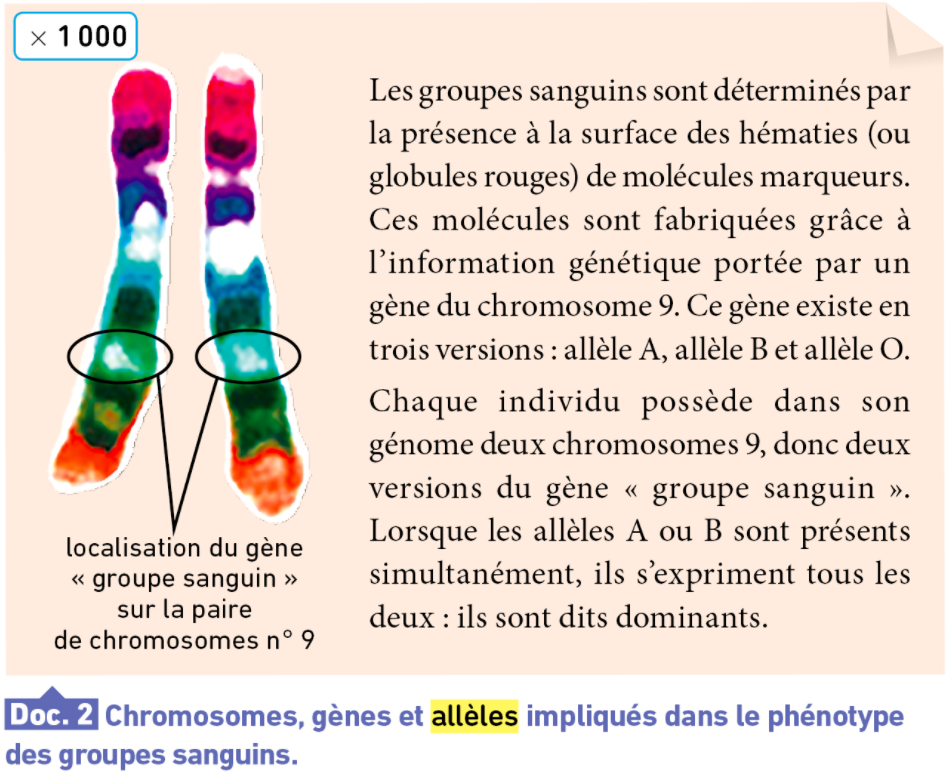 × 1 000
Les groupes sanguins sont déterminés par
la présence à la surface des hématies (ou
globules rouges) de molécules marqueurs.
Ces molécules sont fabriquées grâce à
l’information génétique portée par un
gène du chromosome 9. Ce gène existe en
trois versions : allèle A, allèle B et allèle O.
Chaque individu possède dans son
génome deux chromosomes 9, donc deux
versions du gène « groupe sanguin ».
Lorsque les allèles A ou B sont présents
simultanément, ils s’expriment tous les
deux : ils sont dits dominants.
localisation du gène
« groupe sanguin »
sur la paire
de chromosomes n° 9
Doc. 2 Chromosomes, gènes et allèles impliqués dans le phénotype
des groupes sanguins.